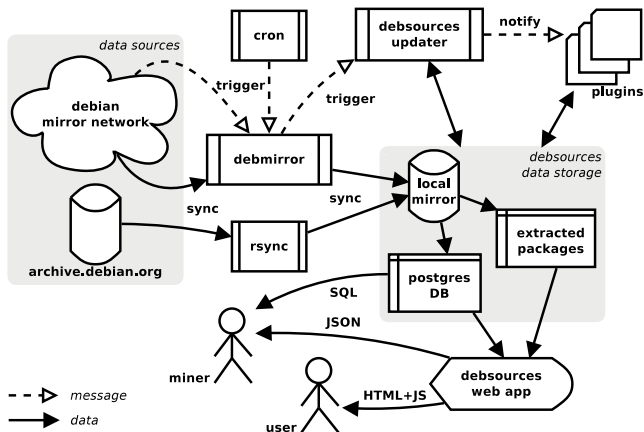 data sources
cron
debsources
updater
notify
plugins
trigger
trigger
debian
mirror network
debmirror
debsources
data storage
local
mirror
sync
sync
archive.debian.org
rsync
extracted
packages
postgres
DB
SQL
JSON
miner
debsources
web app
HTML+JS
user
message
data